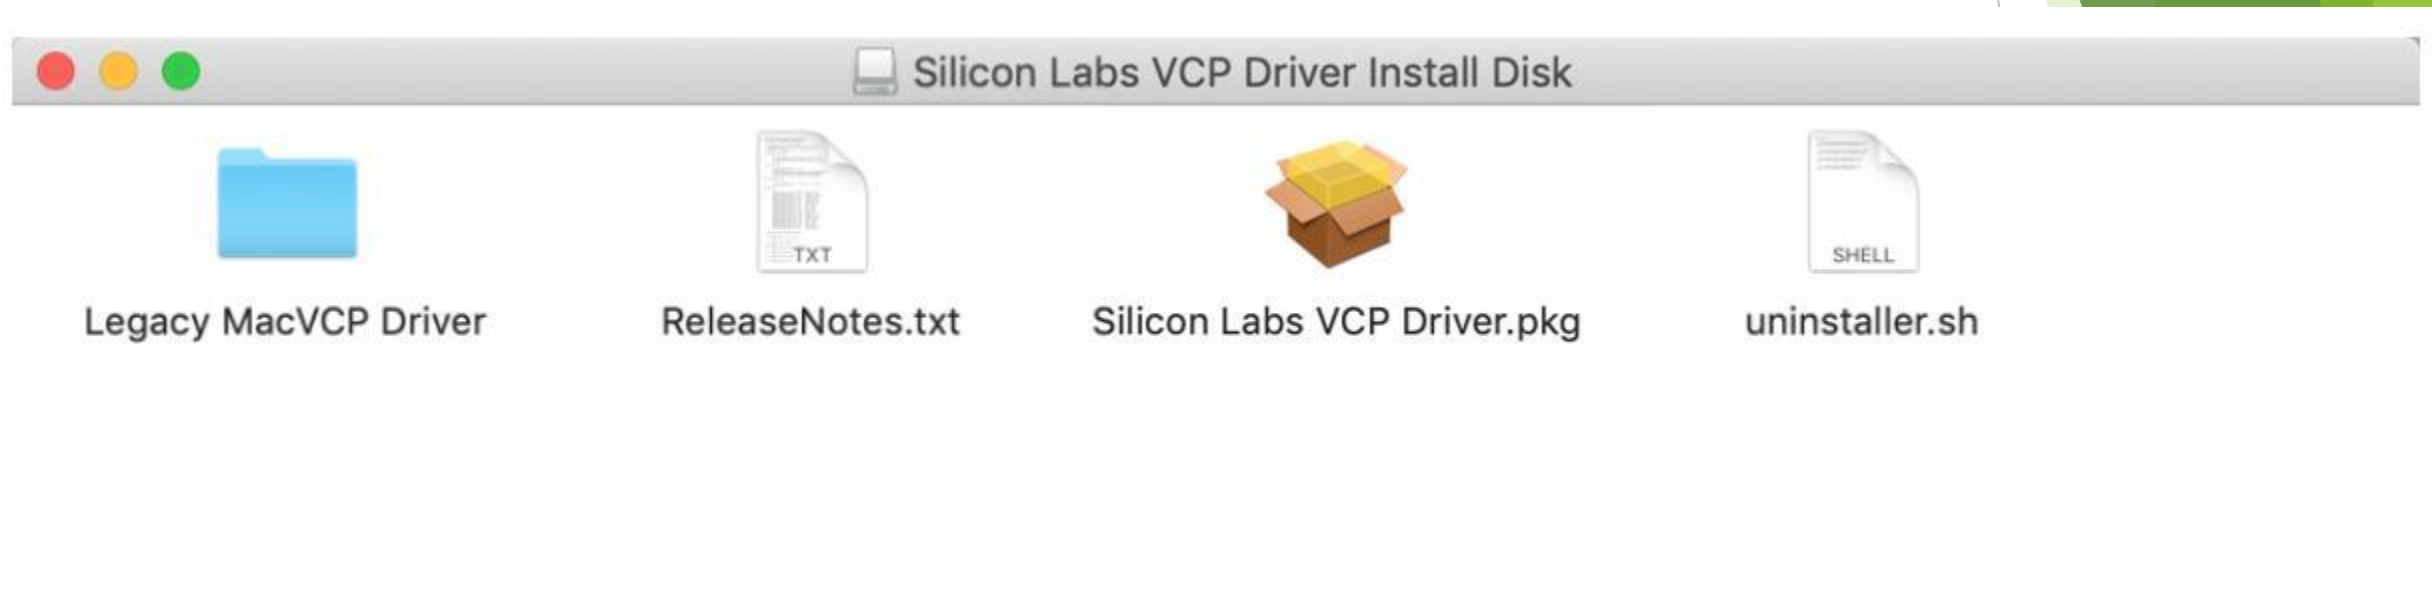 Silicon Labs VCP Driver Install Disk
TXT
SHELL
Legacy MacVCP Driver
ReleaseNotes.txt
Silicon Labs VCP Driver.pkg
uninstaller.sh